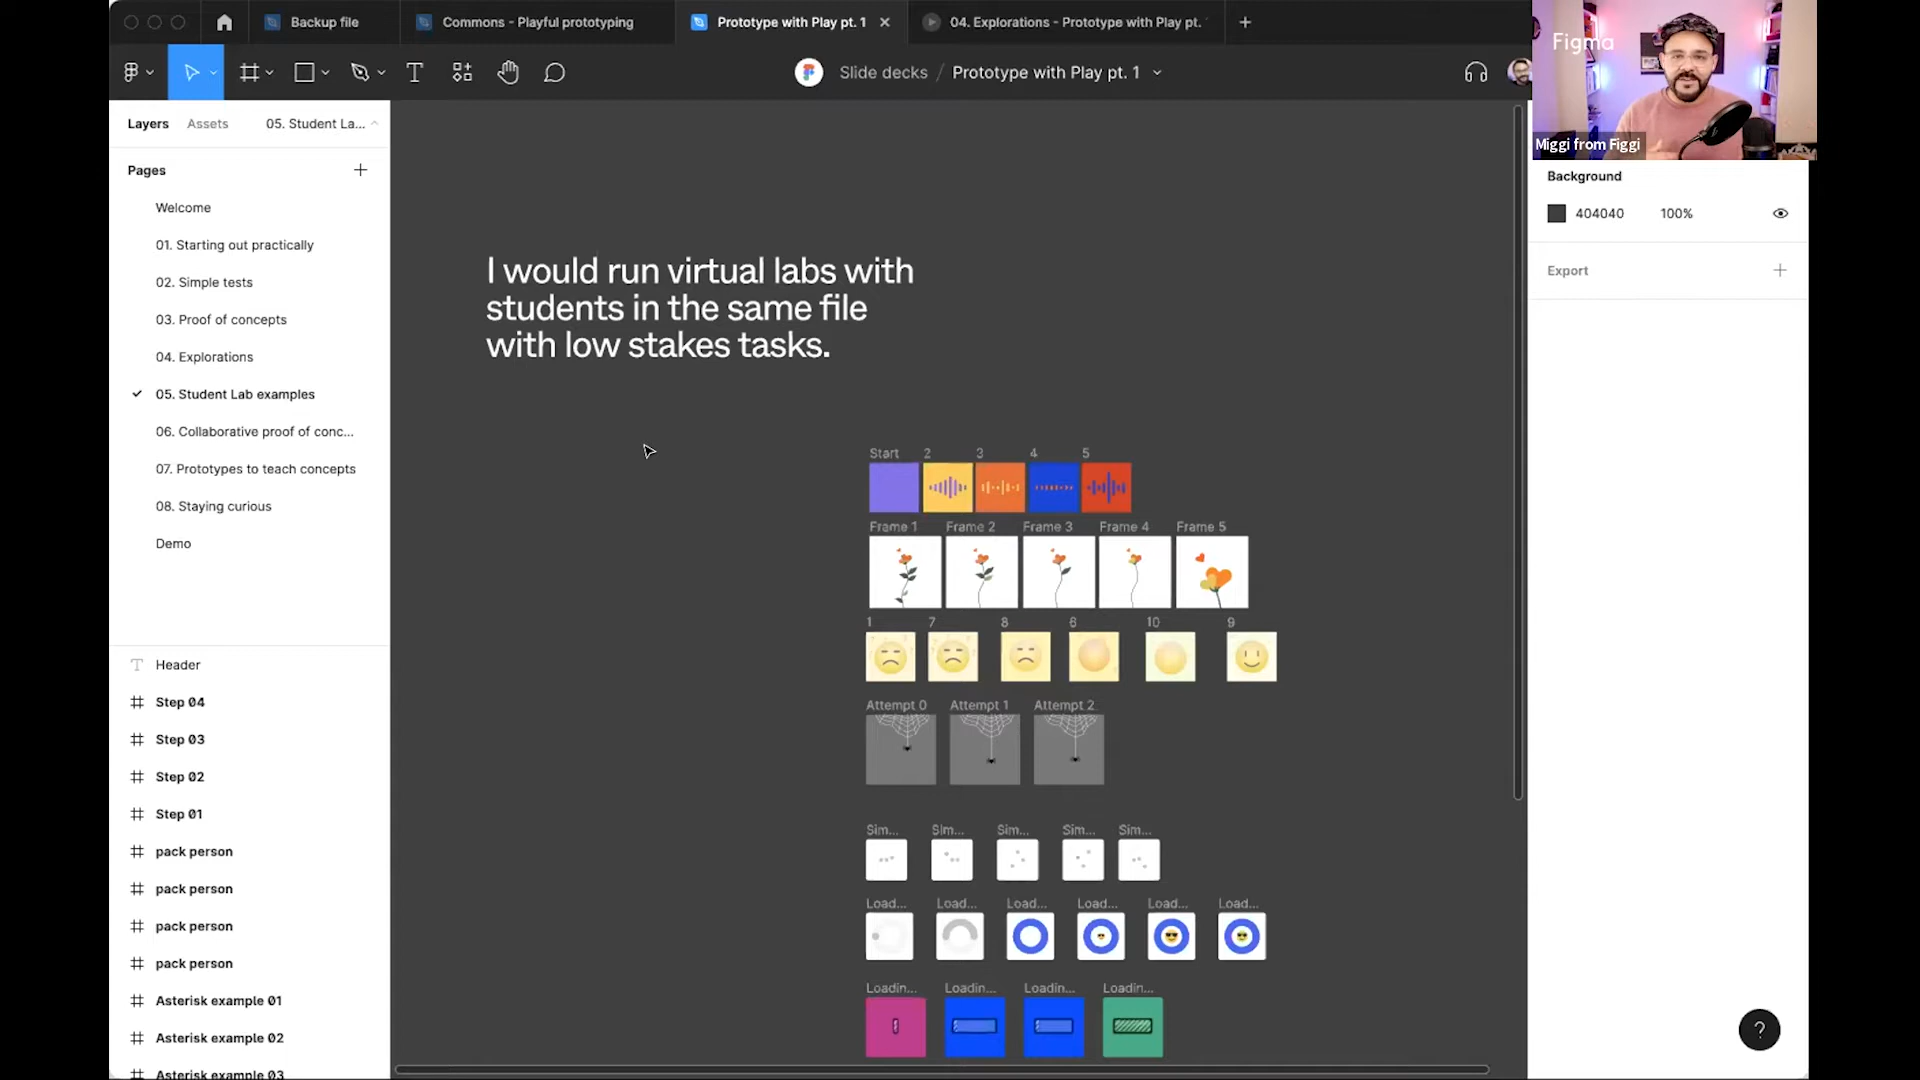 Backup file
Commons - Playful prototyping
Prototype with Play pt. 1
04. Explorations - Prototype with Play pt.
Slide decks / Prototype with Play pt. 1
Figma
Miggi from Figgi
Layers
Assets
05. Student La...
Pages
Welcome
01. Starting out practically
02. Simple tests
03. Proof of concepts
04. Explorations
05. Student Lab examples
06. Collaborative proof of conc...
07. Prototypes to teach concepts
08. Staying curious
Demo
Header
Step 04
Step 03
Step 02
Step 01
pack person
pack person
pack person
pack person
Asterisk example 01
Asterisk example 02
Asterisk example 03
I would run virtual labs with
students in the same file
with low stakes tasks.
Start 2 3 4 5
Frame 1 Frame 2 Frame 3 Frame 4 Frame 5
1 7 8 6 10 9
Attempt 0 Attempt 1 Attempt 2
Sim... Sim... Sim... Sim... Sim...
Load... Load... Load... Load... Load... Load...
Loadin... Loadin... Loadin... Loadin...
Background
404040 100%
Export
?